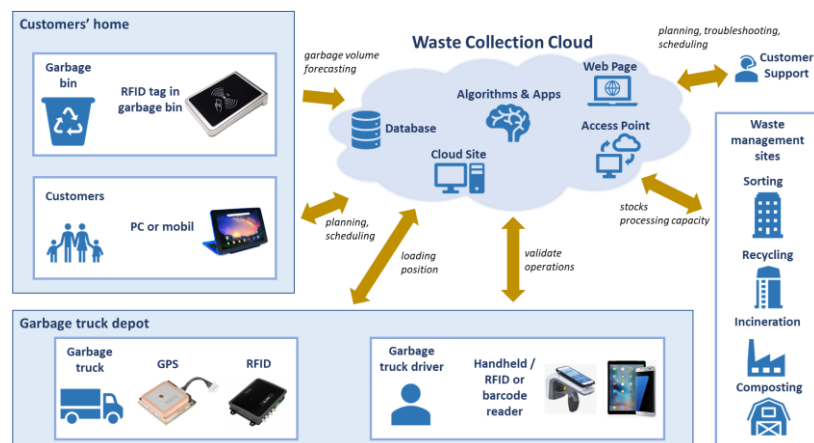 Customers' home
Garbage
bin
RFID tag in
garbage bin
Customers
PC or mobil
garbage volume
forecasting
planning,
scheduling
loading
position
validate
operations
Waste Collection Cloud
Database
Algorithms & Apps
Cloud Site
Web Page
Access Point
planning, troubleshooting,
scheduling
Customer
Support
stocks
processing capacity
Waste
management
sites
Sorting
Recycling
Incineration
Composting
Garbage truck depot
Garbage
truck
GPS
RFID
Garbage
truck driver
Handheld /
RFID or
barcode
reader